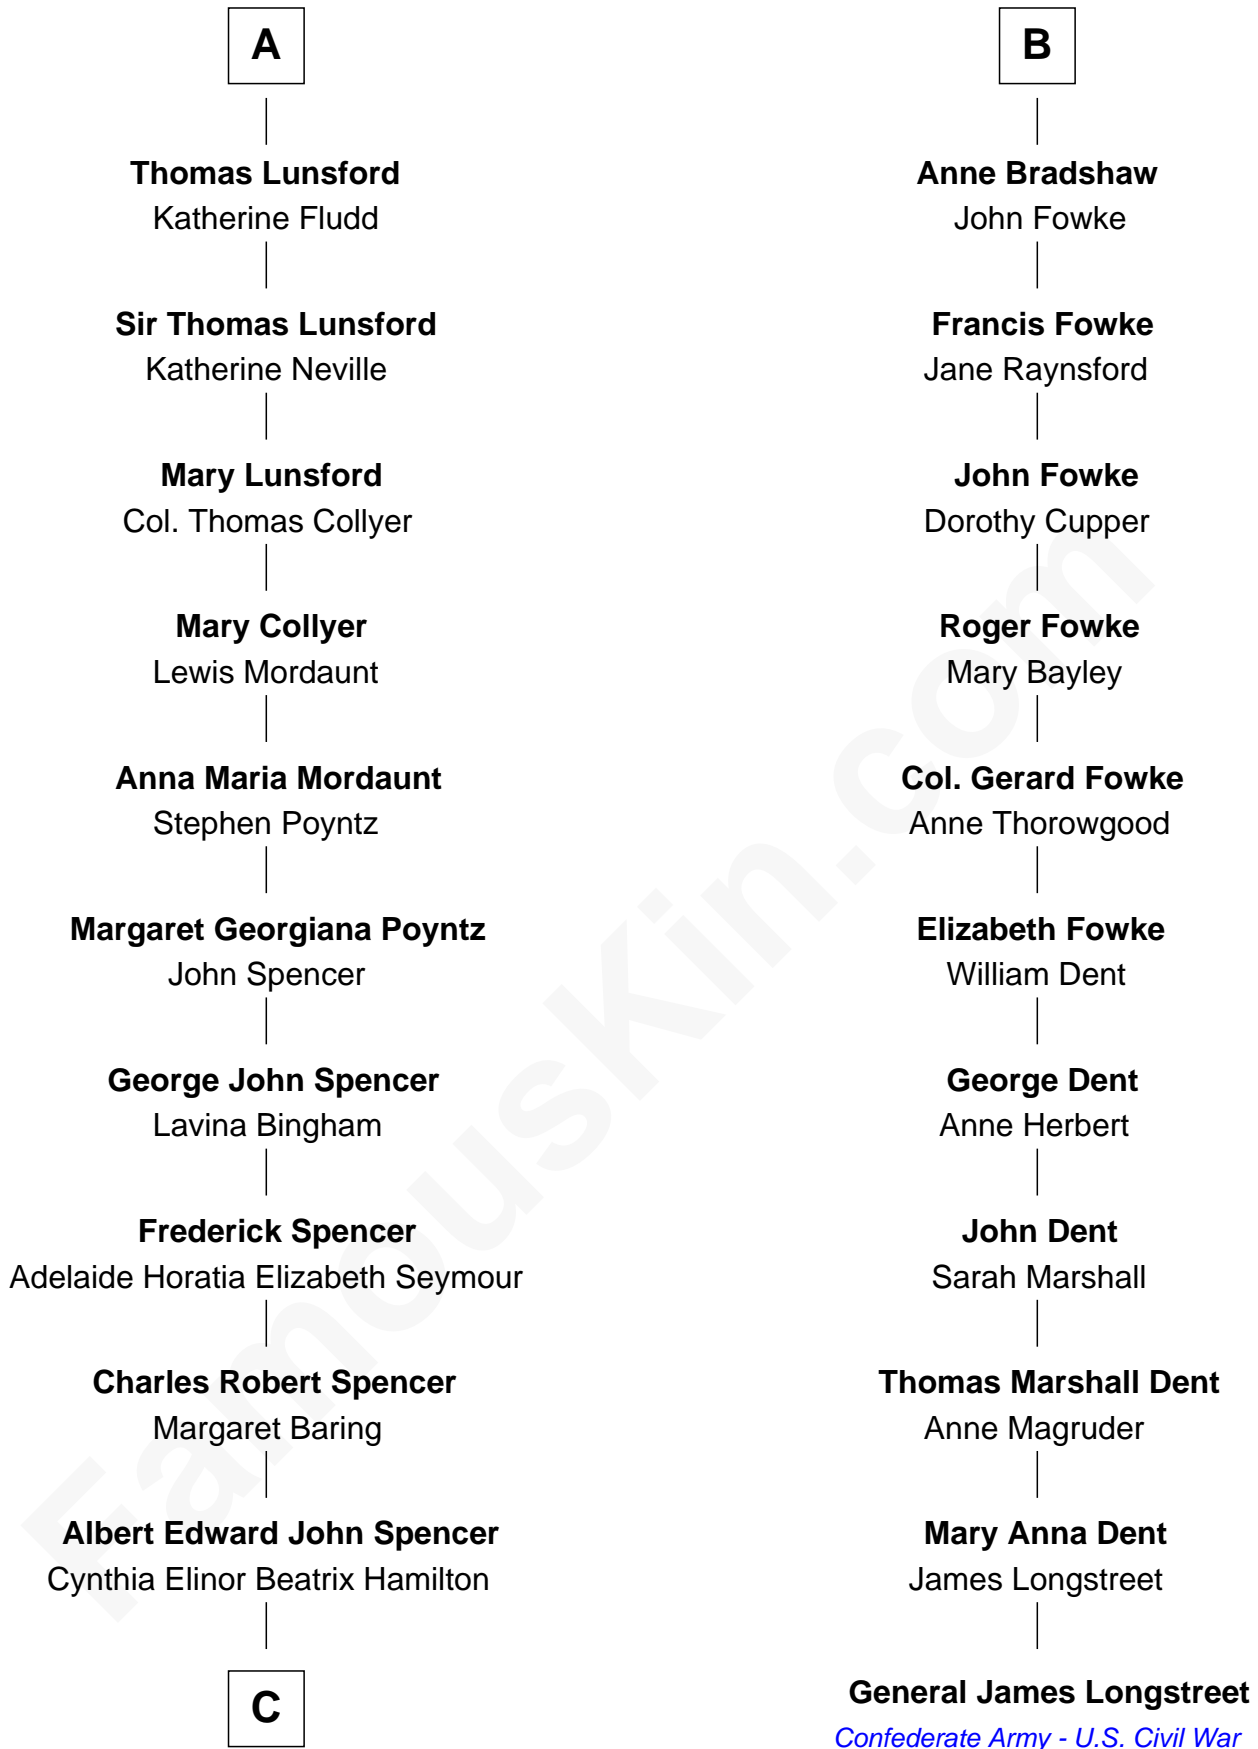 A
Thomas Lunsford
Katherine Fludd
Sir Thomas Lunsford
Katherine Neville
Mary Lunsford
Col. Thomas Collyer
Mary Collyer
Lewis Mordaunt
Anna Maria Mordaunt
Stephen Poyntz
Margaret Georgiana Poyntz
John Spencer
George John Spencer
Lavina Bingham
Frederick Spencer
Adelaide Horatia Elizabeth Seymour
Charles Robert Spencer
Margaret Baring
Albert Edward John Spencer
Cynthia Elinor Beatrix Hamilton
C
B
Anne Bradshaw
John Fowke
Francis Fowke
Jane Raynsford
John Fowke
Dorothy Cupper
Roger Fowke
Mary Bayley
Col. Gerard Fowke
Anne Thorowgood
Elizabeth Fowke
William Dent
George Dent
Anne Herbert
John Dent
Sarah Marshall
Thomas Marshall Dent
Anne Magruder
Mary Anna Dent
James Longstreet
General James Longstreet
Confederate Army - U.S. Civil War
FamousKin.com